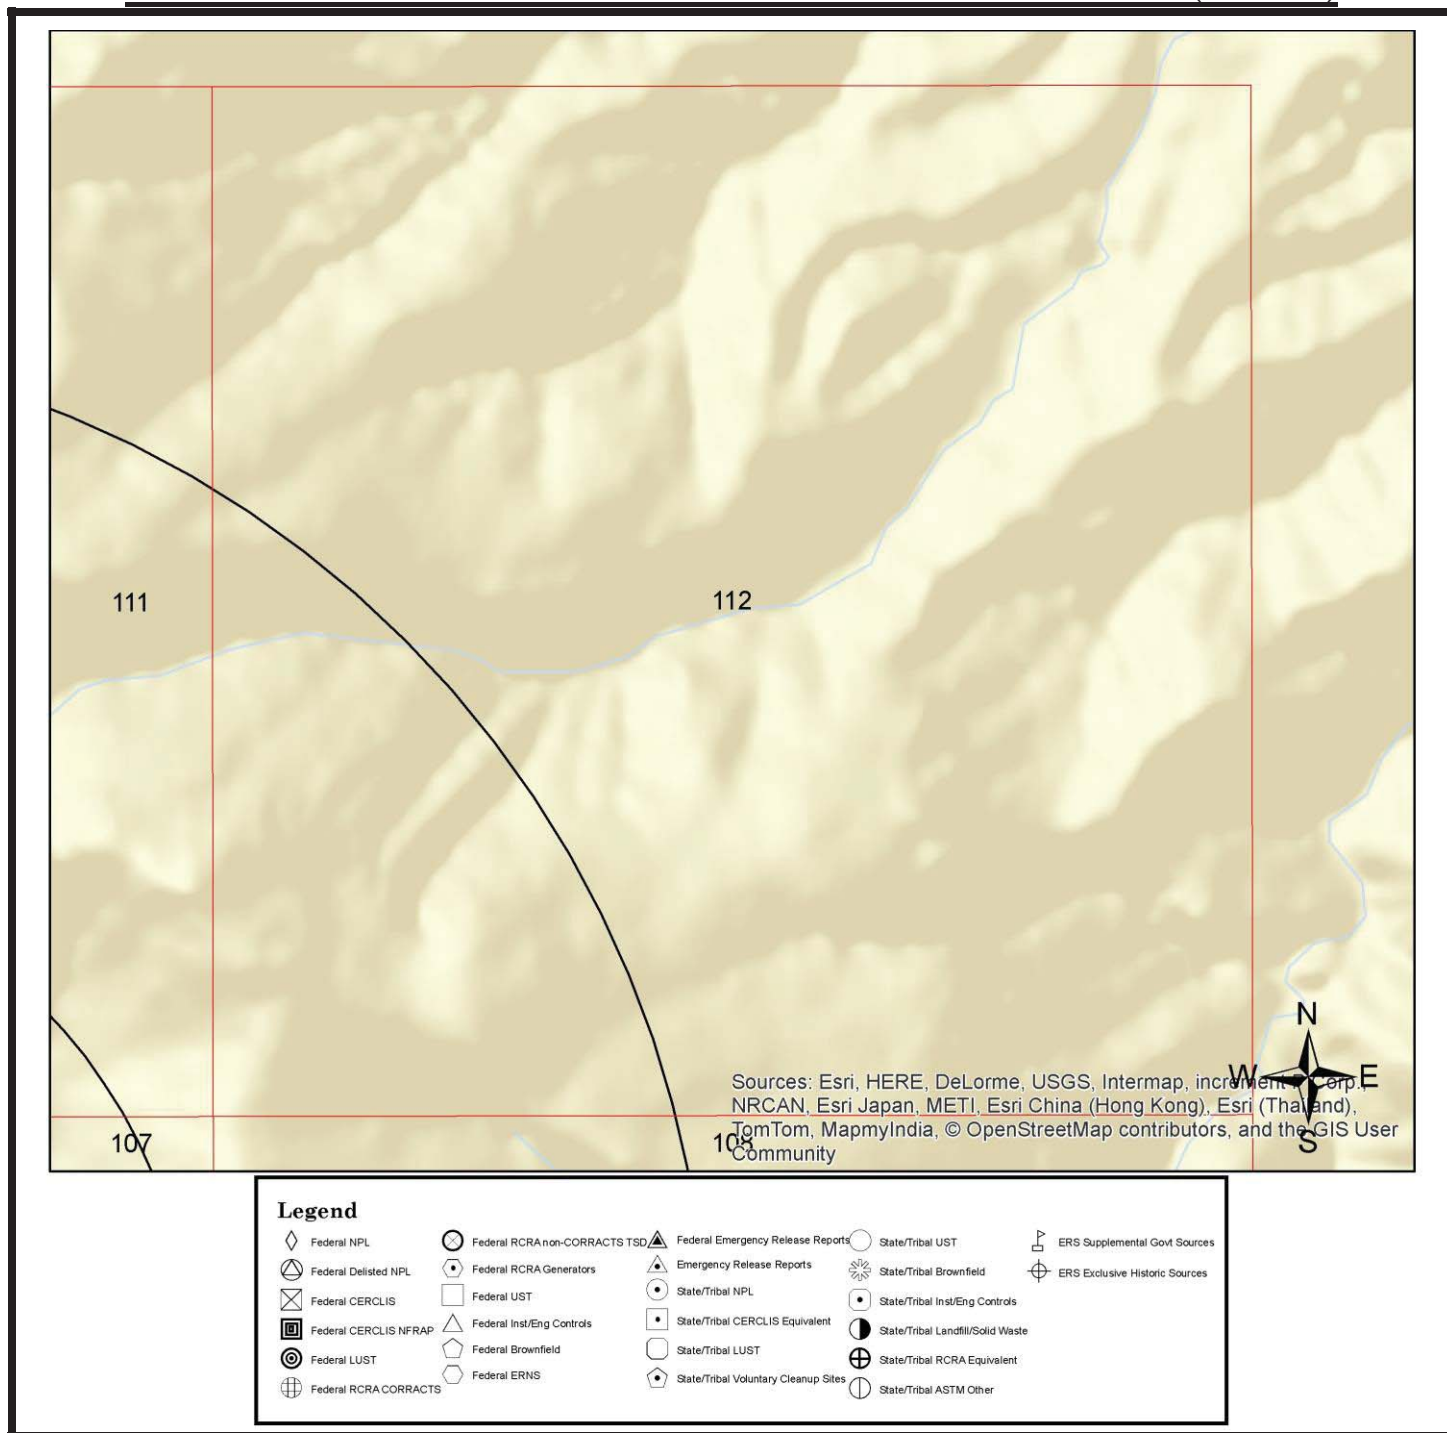 111
112
N
W E
S
Sources: Esri, HERE, DeLorme, USGS, Intermap, increment P Corp.,
NRCAN, Esri Japan, METI, Esri China (Hong Kong), Esri (Thailand),
TomTom, MapmyIndia, © OpenStreetMap contributors, and the GIS User
Community
107
108
Legend
Federal NPL
Federal Delisted NPL
Federal CERCLIS
Federal CERCLIS NFRAP
Federal LUST
Federal RCRA CORRACTS
Federal RCRA non-CORRACTS TSD
Federal RCRA Generators
Federal UST
Federal Inst/Eng Controls
Federal Brownfield
Federal ERNS
Federal Emergency Release Reports
Emergency Release Reports
State/Tribal NPL
State/Tribal CERCLIS Equivalent
State/Tribal LUST
State/Tribal Voluntary Cleanup Sites
State/Tribal UST
State/Tribal Brownfield
State/Tribal Inst/Eng Controls
State/Tribal Landfill/Solid Waste
State/Tribal RCRA Equivalent
State/Tribal ASTM Other
ERS Supplemental Govt Sources
ERS Exclusive Historic Sources